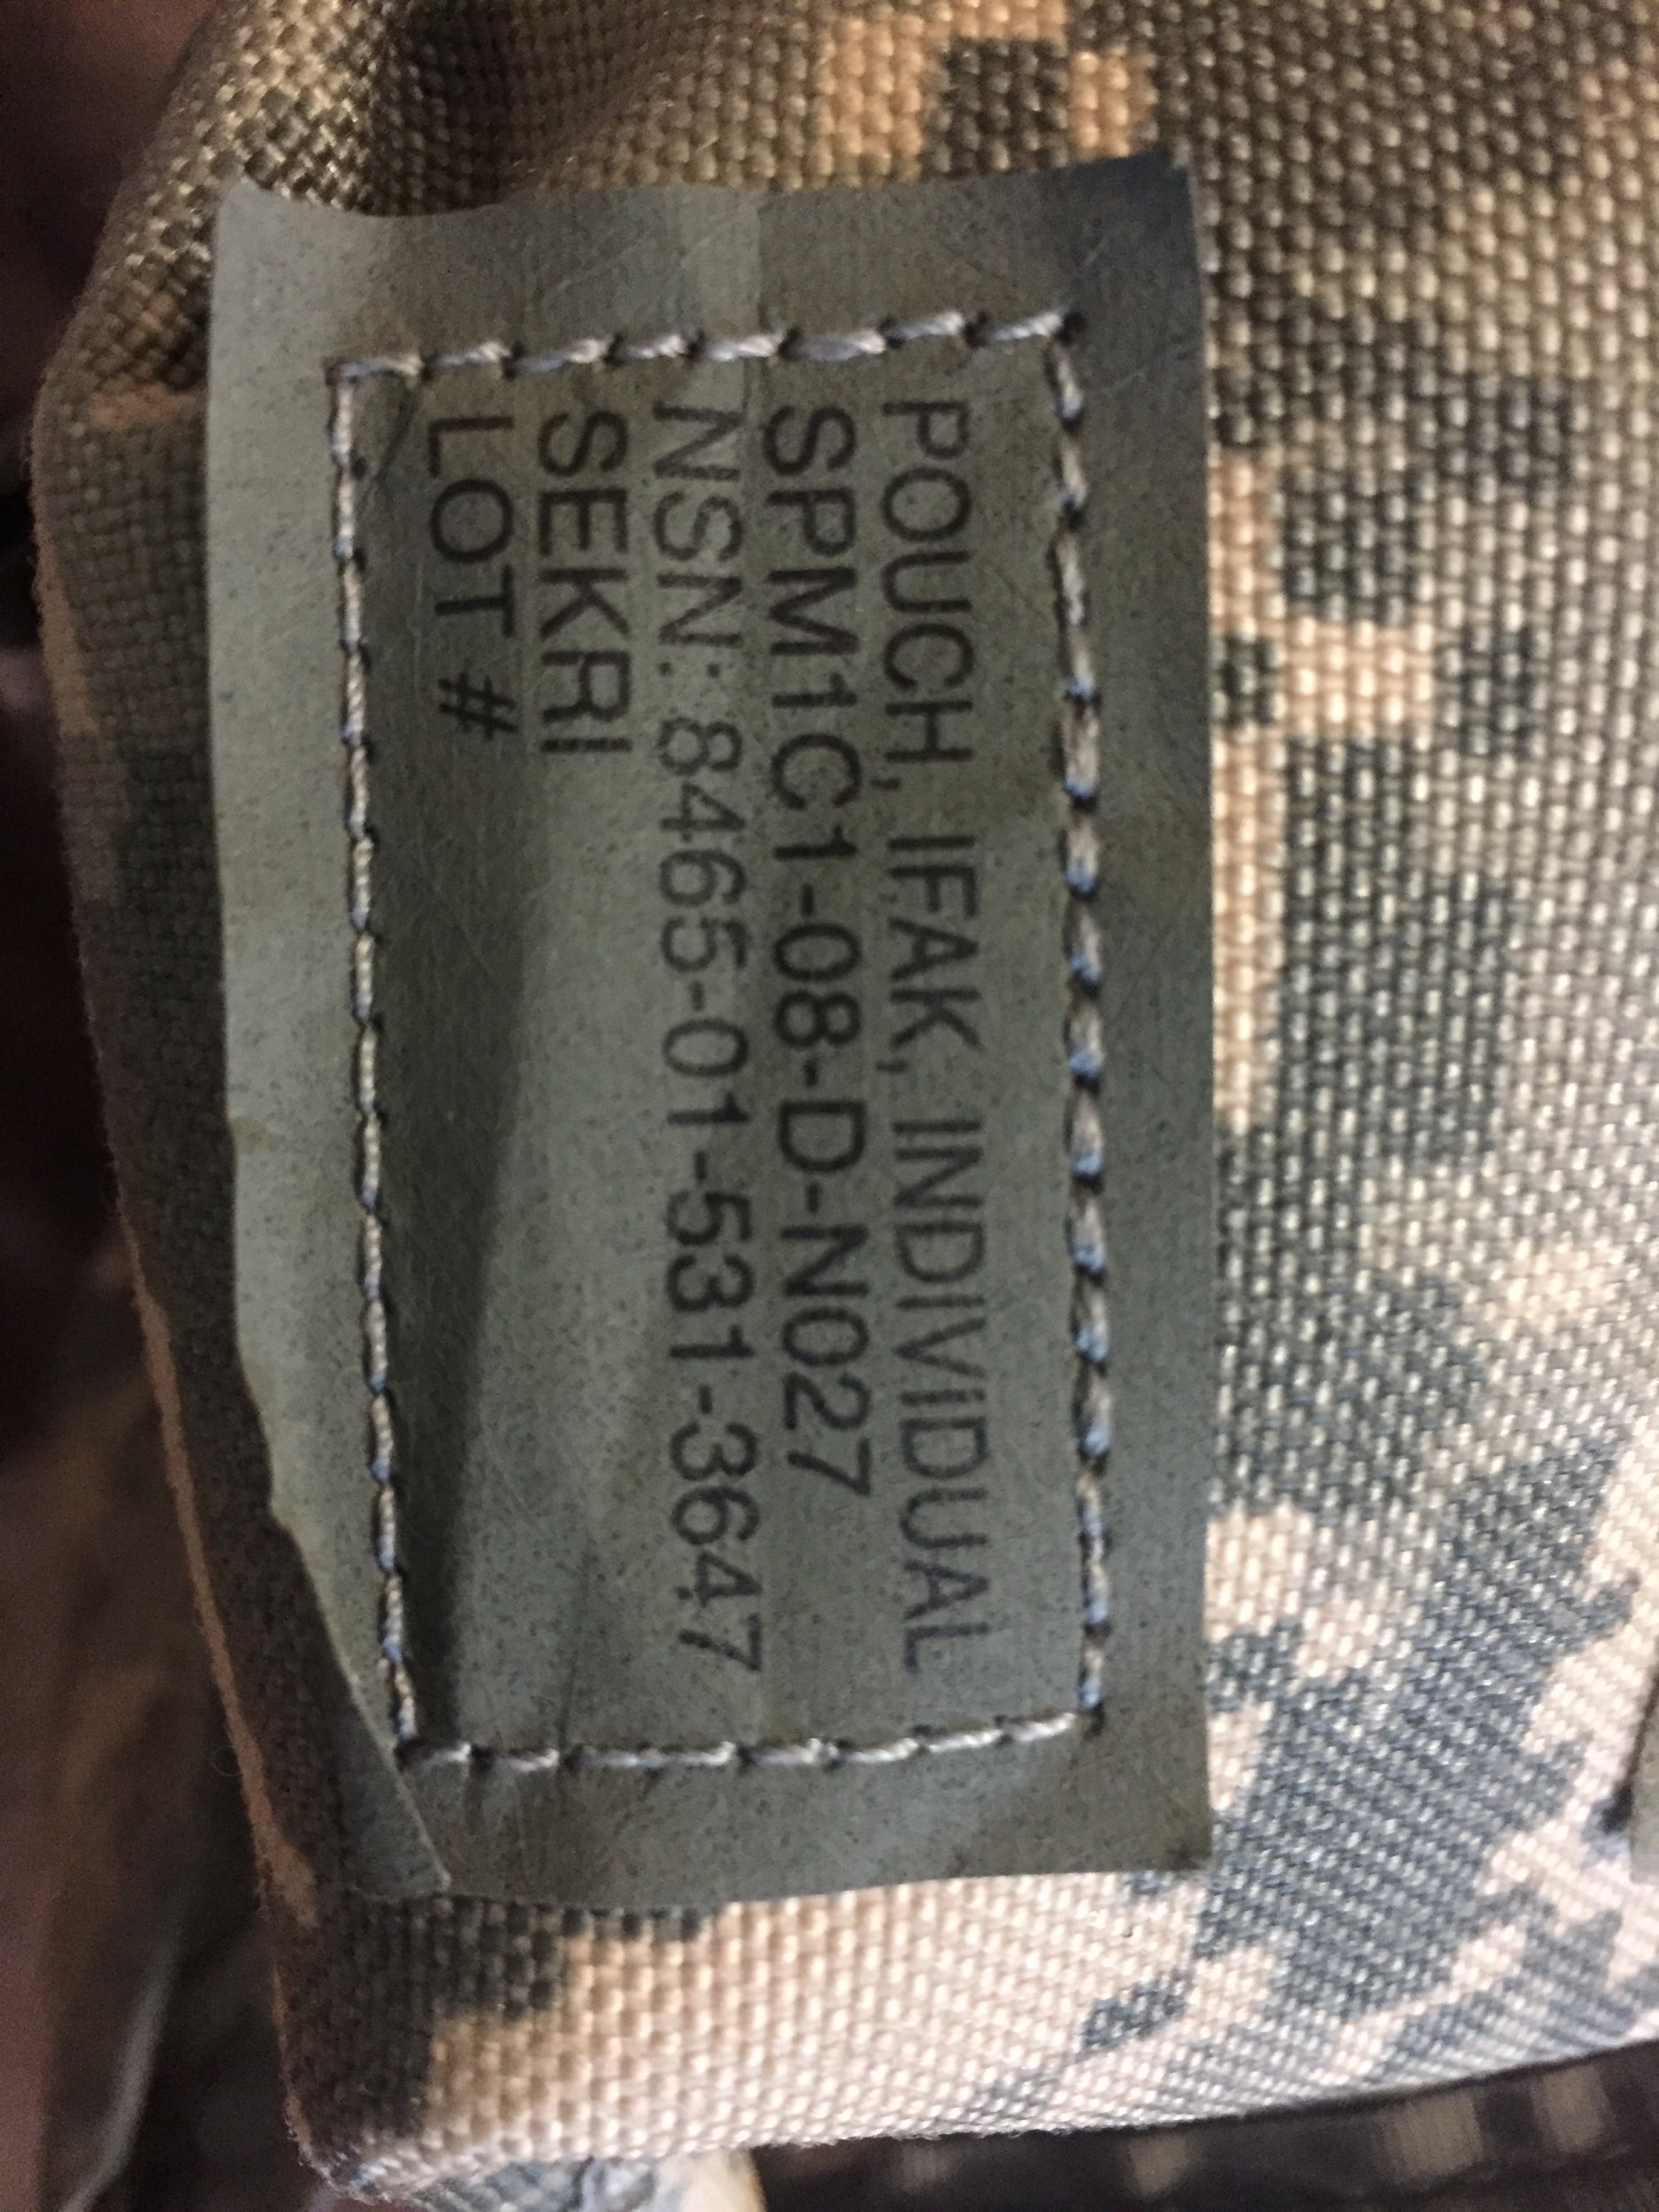 POUCH, IFAK, INDIVIDUAL
SPM1C1-08-D-N027
NSN: 8465-01-531-3647
SEKRI
LOT #